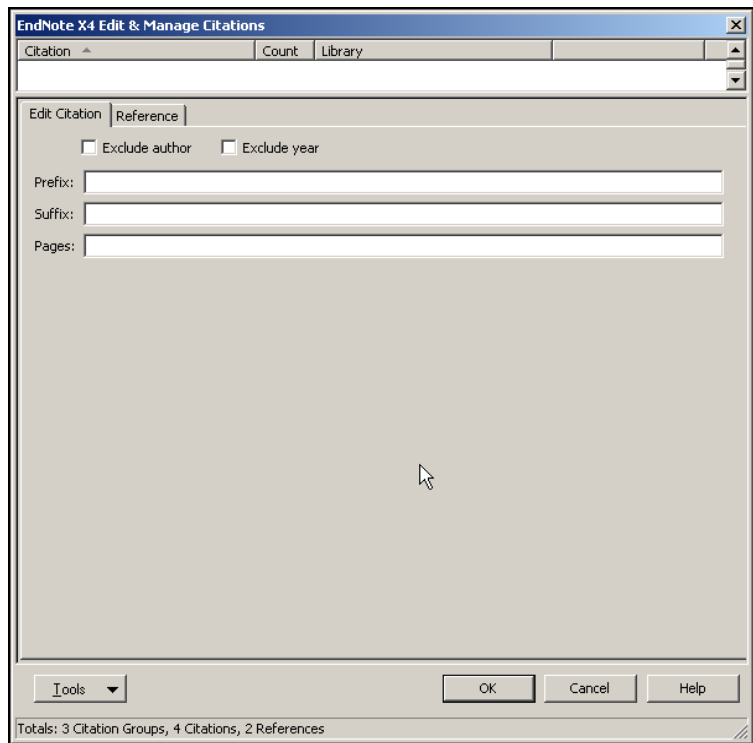 EndNote X4 Edit & Manage Citations
Citation Count Library
Edit Citation Reference
Exclude author Exclude year
Prefix:
Suffix:
Pages:
Tools OK Cancel Help
Totals: 3 Citation Groups, 4 Citations, 2 References